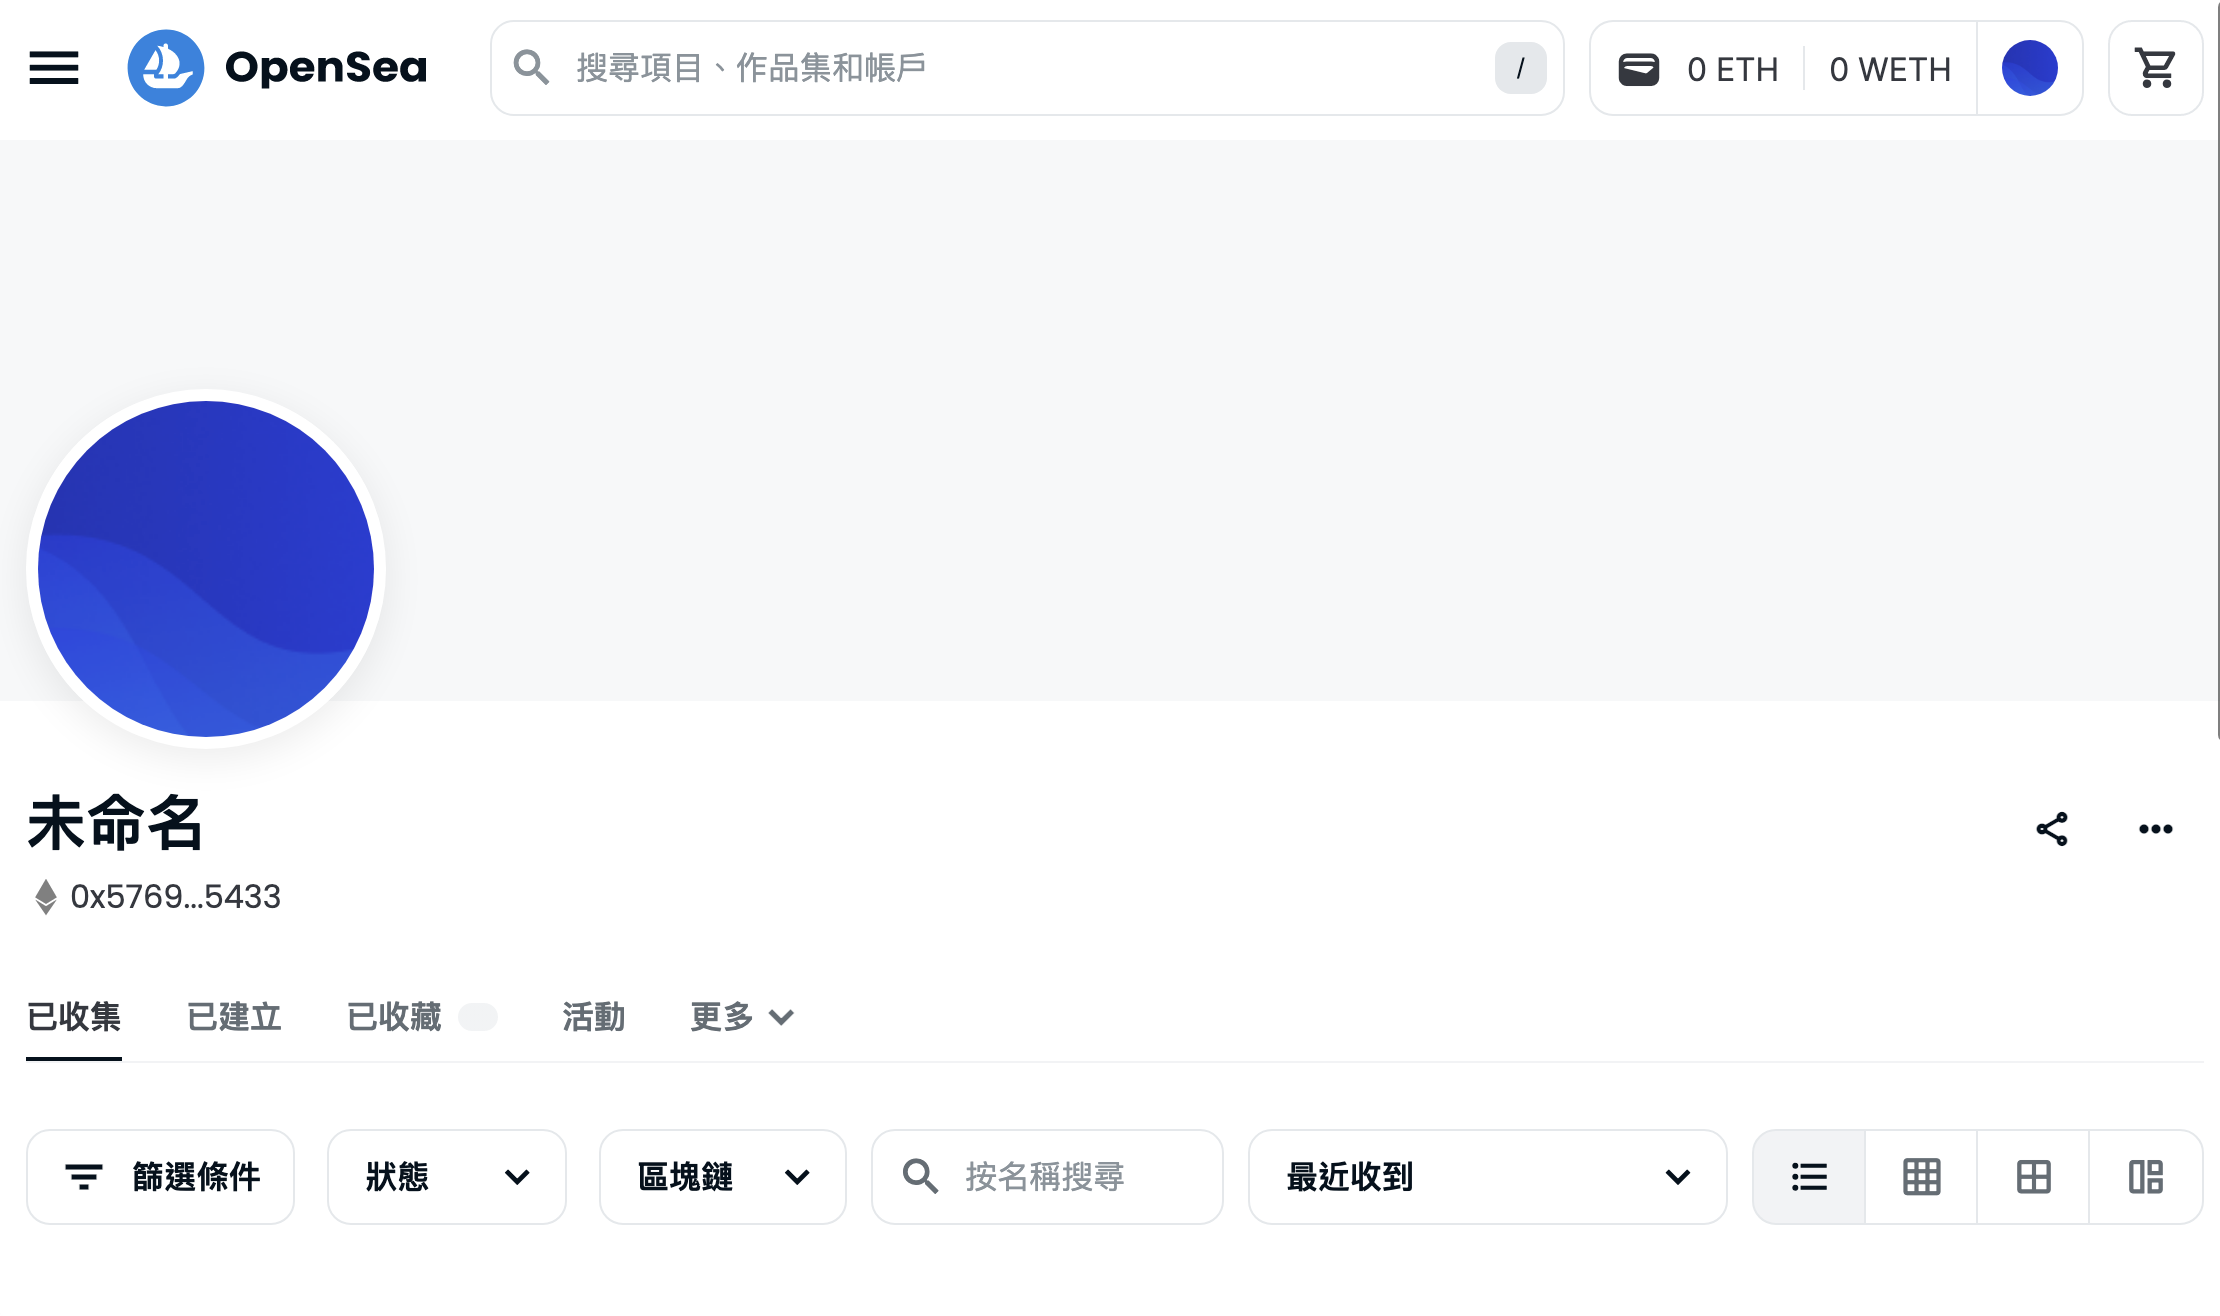 OpenSea
搜尋項目、作品集和帳戶
/
0 ETH
0 WETH
未命名
0x5769...5433
已收集 已建立 已收藏 活動 更多
篩選條件 狀態 區塊鏈 按名稱搜尋 最近收到